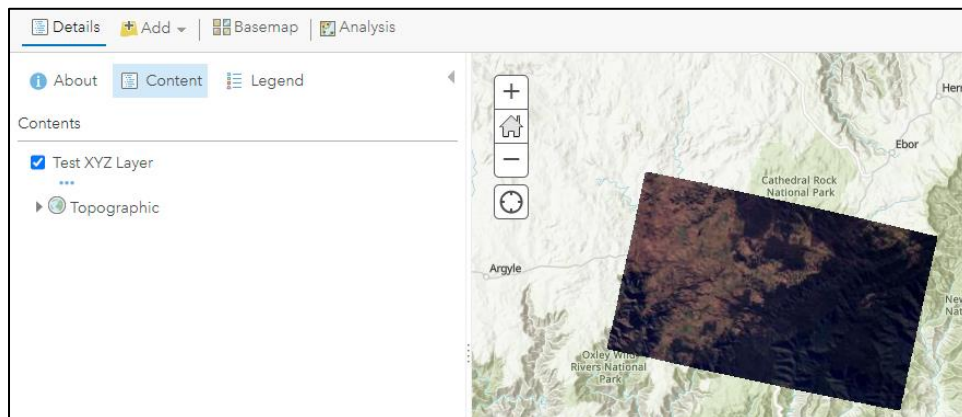 Details Add Basemap Analysis
About Content Legend
Contents
Test XYZ Layer
Topographic
Ebor
Cathedral Rock
National Park
Argyle
Oxley Wild
Rivers National
Park